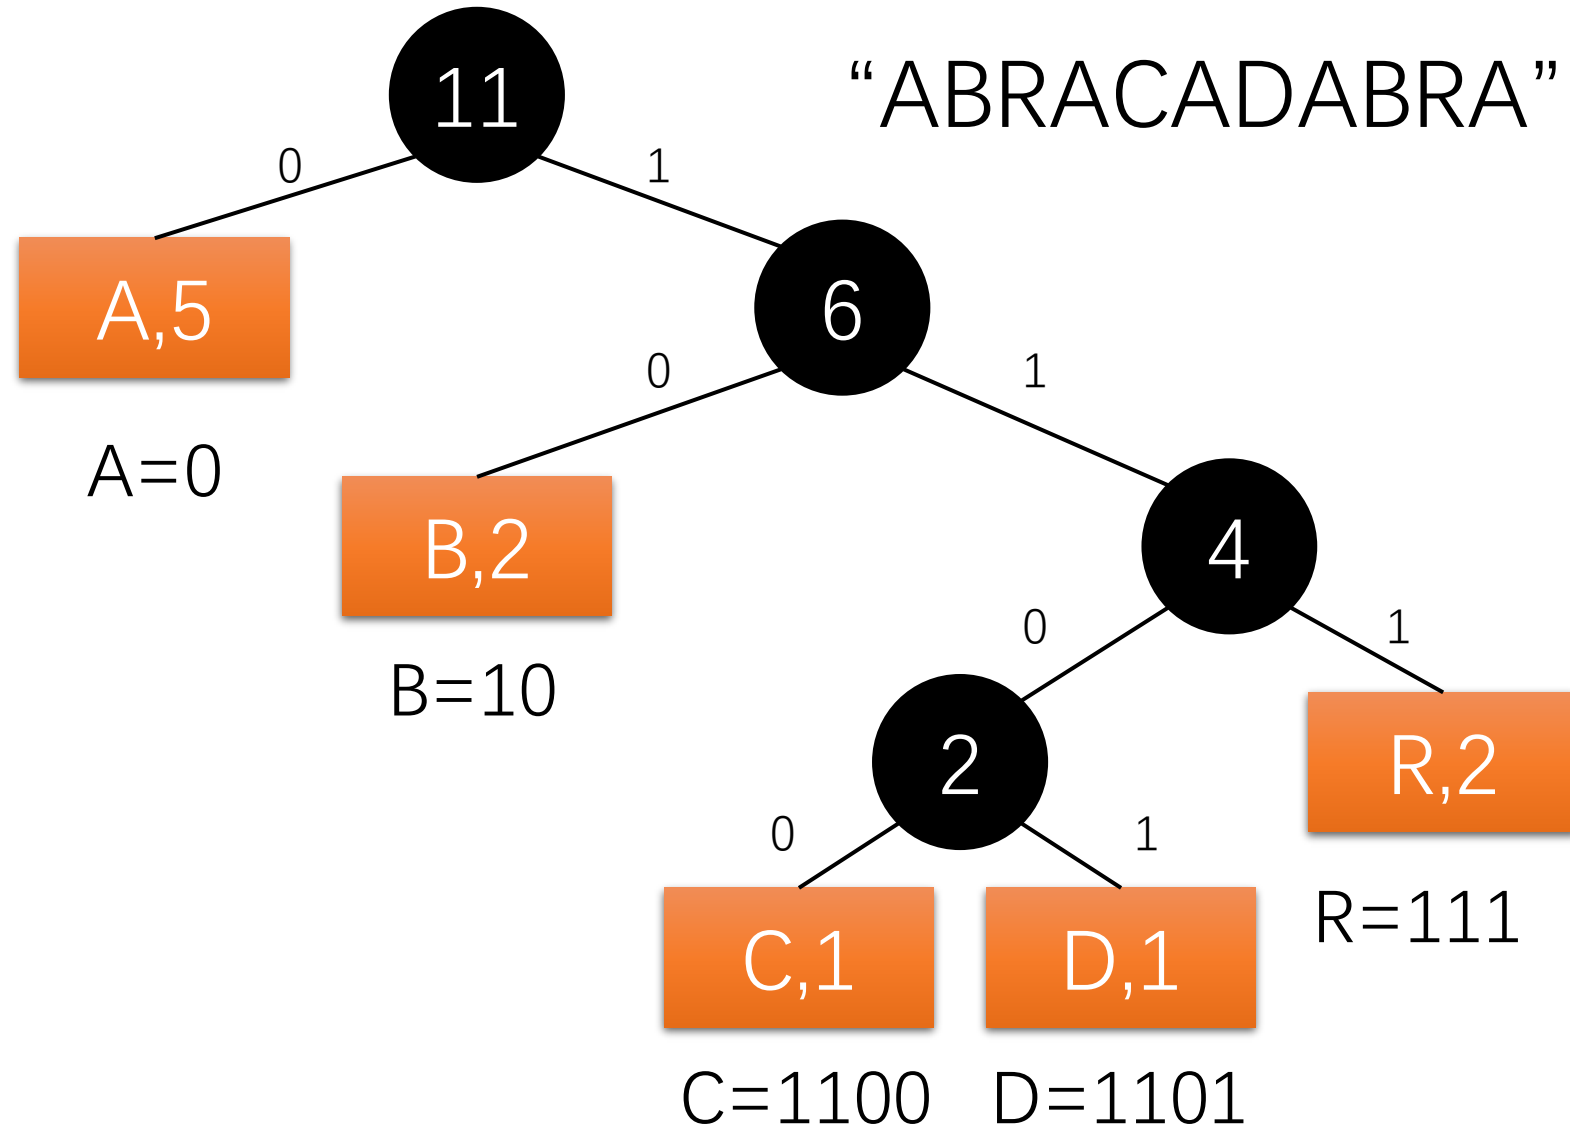 11
“ABRACADABRA”
0
1
A,5
6
0
1
A=0
B,2
4
0
1
B=10
2
R,2
0
1
R=111
C,1
D,1
C=1100
D=1101